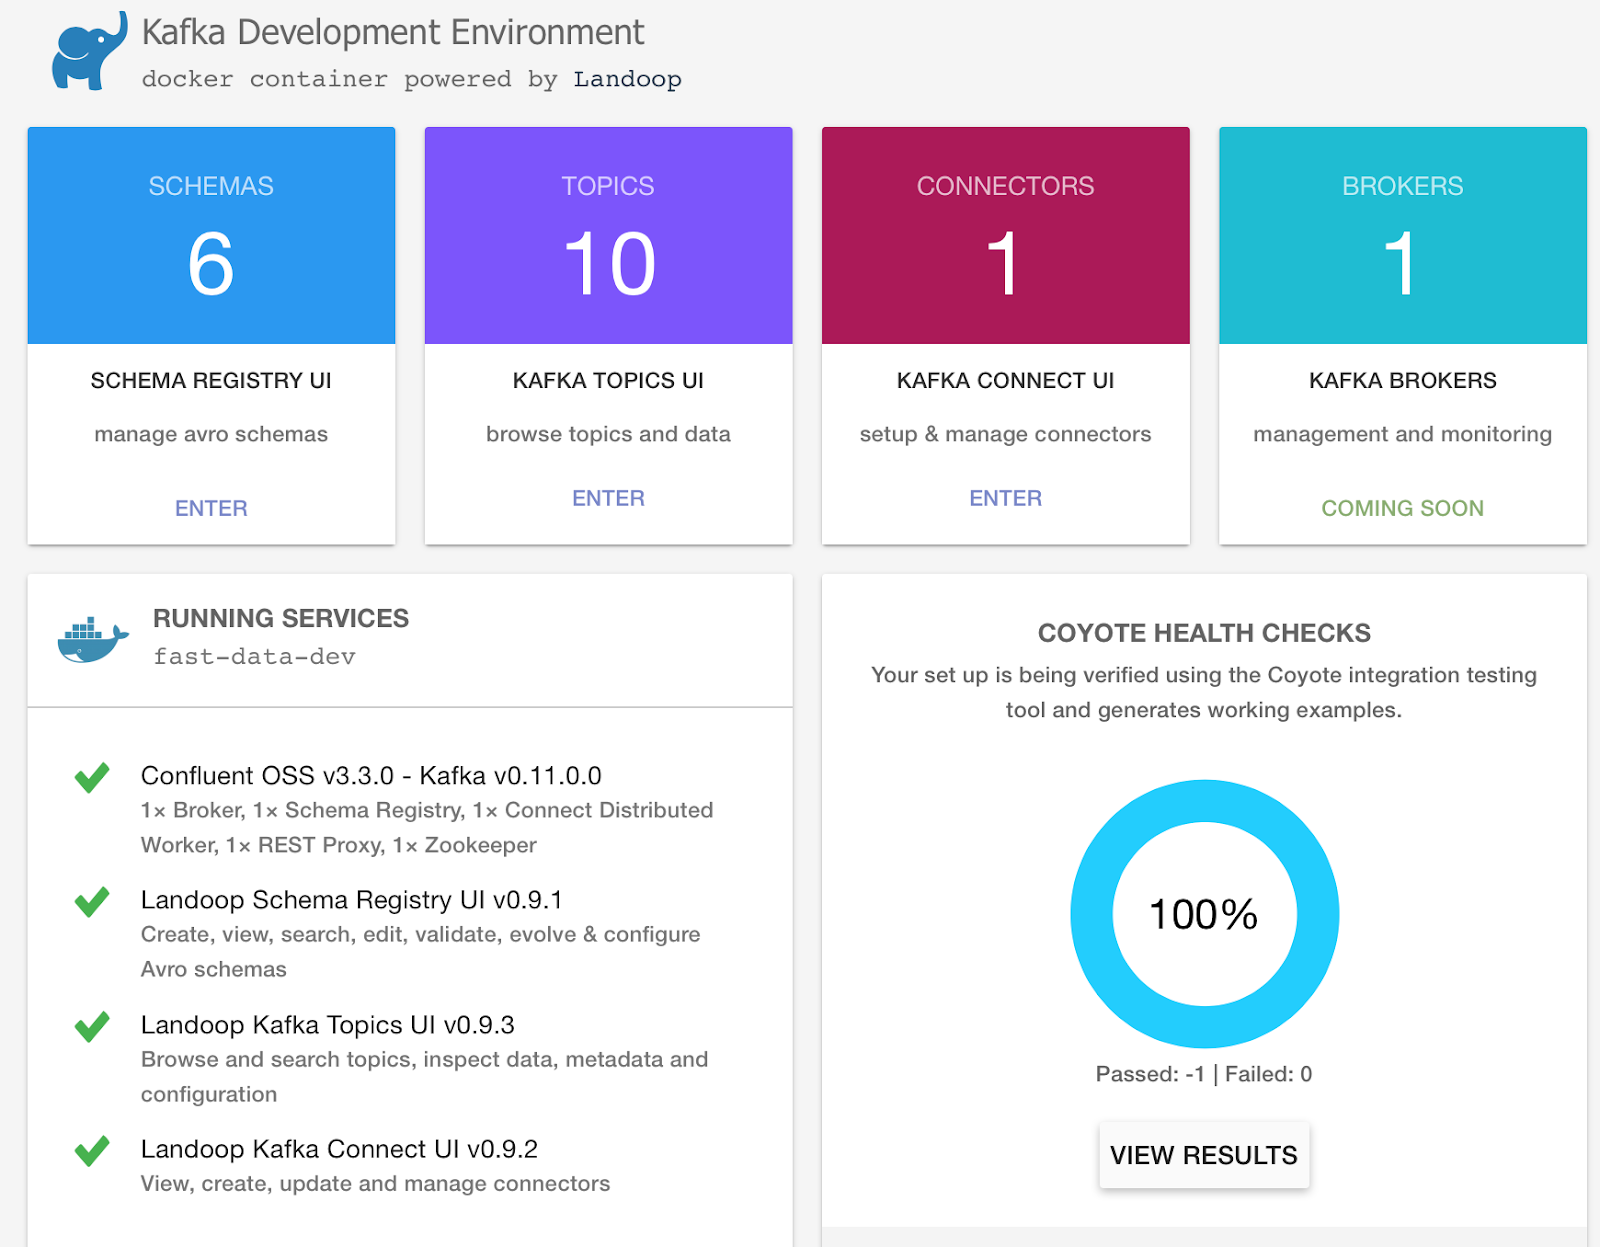 Kafka Development Environment
docker container powered by Landoop
SCHEMAS
6
SCHEMA REGISTRY UI
manage avro schemas
ENTER
TOPICS
10
KAFKA TOPICS UI
browse topics and data
ENTER
CONNECTORS
1
KAFKA CONNECT UI
setup & manage connectors
ENTER
BROKERS
1
KAFKA BROKERS
management and monitoring
COMING SOON
RUNNING SERVICES
fast-data-dev
Confluent OSS v3.3.0 - Kafka v0.11.0.0
1× Broker, 1× Schema Registry, 1× Connect Distributed
Worker, 1× REST Proxy, 1× Zookeeper
Landoop Schema Registry UI v0.9.1
Create, view, search, edit, validate, evolve & configure
Avro schemas
Landoop Kafka Topics UI v0.9.3
Browse and search topics, inspect data, metadata and
configuration
Landoop Kafka Connect UI v0.9.2
View, create, update and manage connectors
COYOTE HEALTH CHECKS
Your set up is being verified using the Coyote integration testing
tool and generates working examples.
100%
Passed: -1 | Failed: 0
VIEW RESULTS